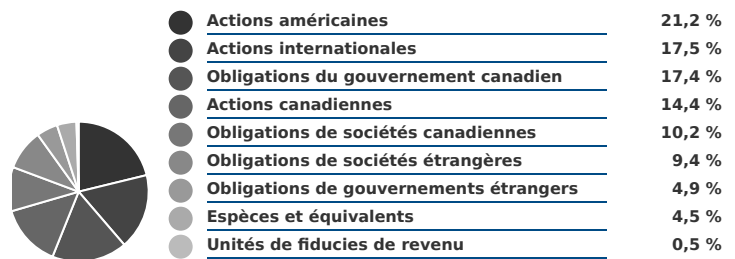 Actions américaines 21,2 %
Actions internationales 17,5 %
Obligations du gouvernement canadien 17,4 %
Actions canadiennes 14,4 %
Obligations de sociétés canadiennes 10,2 %
Obligations de sociétés étrangères 9,4 %
Obligations de gouvernements étrangers 4,9 %
Espèces et équivalents 4,5 %
Unités de fiducies de revenu 0,5 %